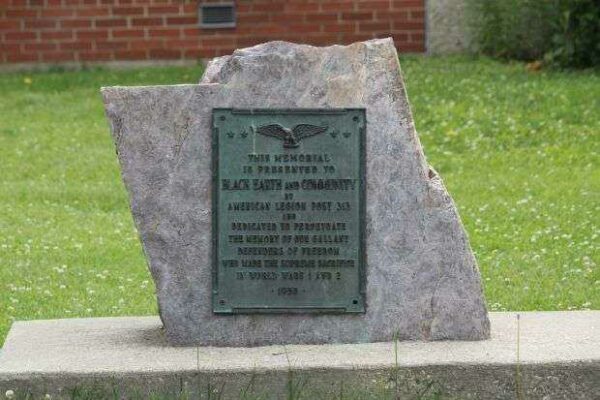 THIS MEMORIAL
IS PRESENTED TO
BLACK EARTH AND COMMUNITY
BY
AMERICAN LEGION POST 313
AND
DEDICATED TO PERPETUATE
THE MEMORY OF OUR GALLANT
DEFENDERS OF FREEDOM
WHO MADE THE SUPREME SACRIFICE
IN WORLD WARS 1 AND 2